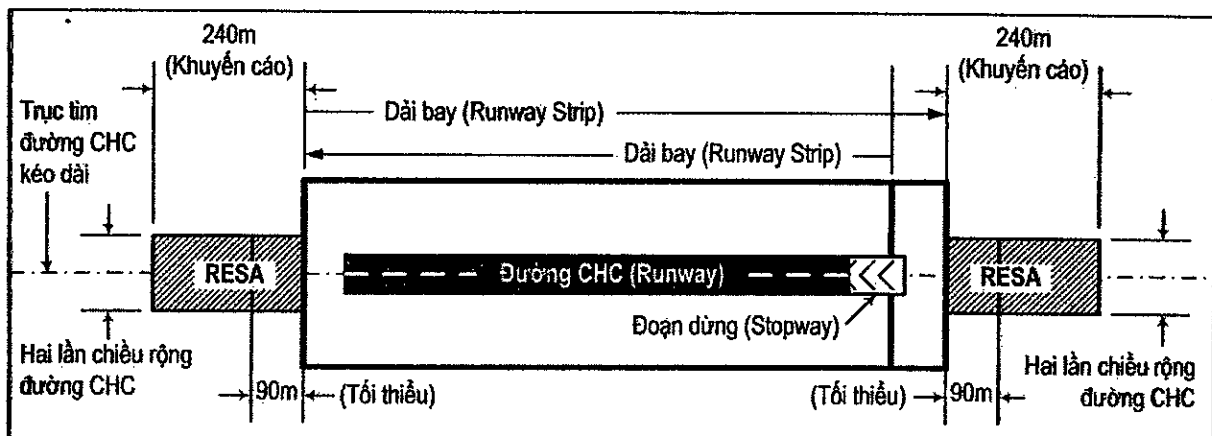 240m
(Khuyến cáo)
240m
(Khuyến cáo)
Trục tim
đường CHC
kéo dài
Dải bay (Runway Strip)
Dải bay (Runway Strip)
RESA
Đường CHC (Runway)
RESA
Đoạn dừng (Stopway)
Hai lần chiều rộng
đường CHC
90m
(Tối thiểu)
(Tối thiểu)
90m
Hai lần chiều rộng
đường CHC